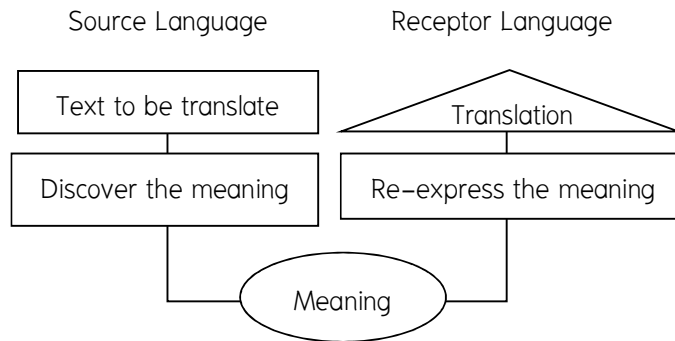 Source Language
Receptor Language
Text to be translate
Translation
Discover the meaning
Re-express the meaning
Meaning